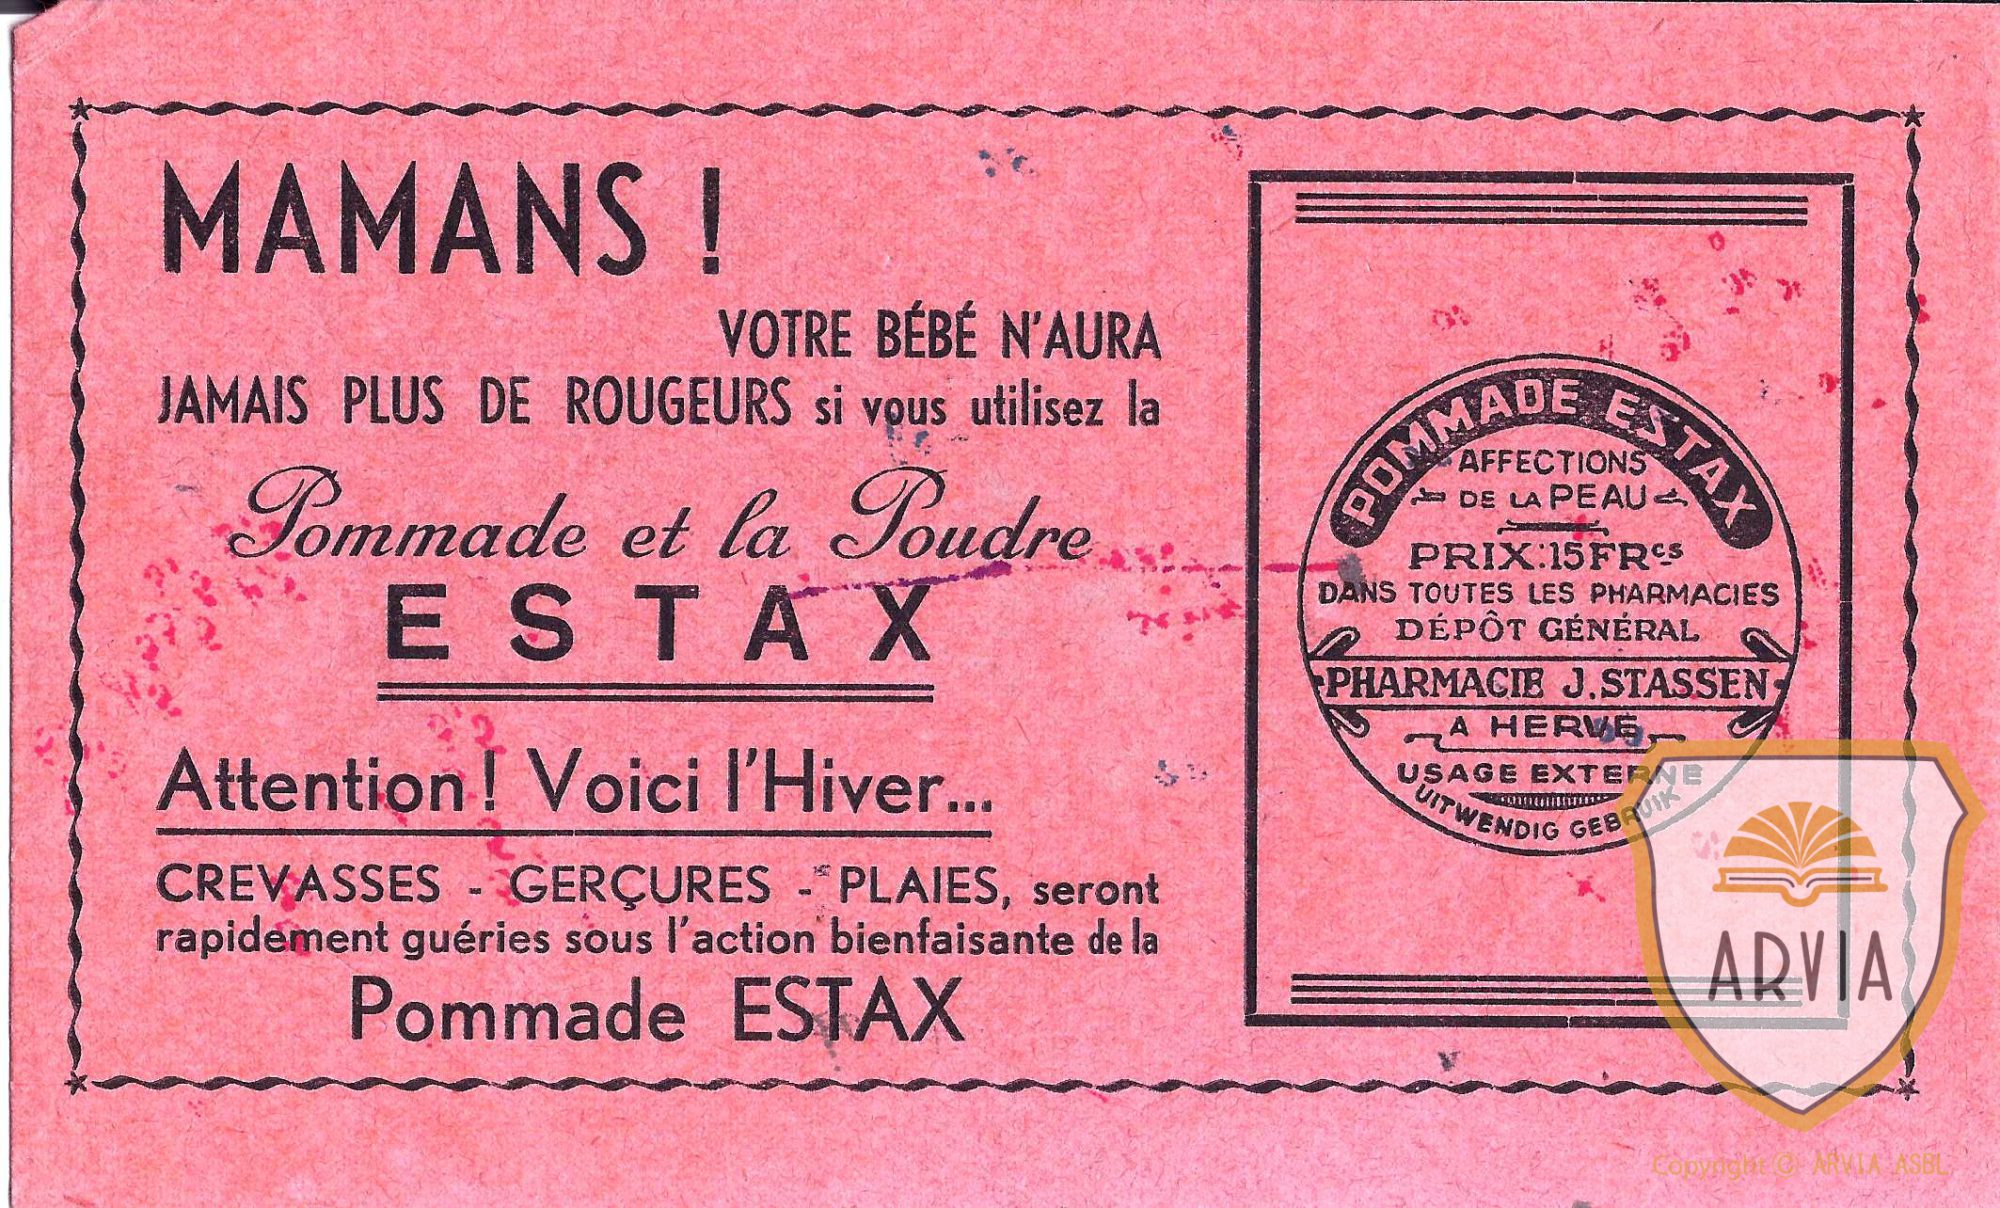 MAMANS !
VOTRE BÉBÉ N'AURA
JAMAIS PLUS DE ROUGEURS si vous utilisez la
Pommade et la Poudre
ESTAX
Attention ! Voici l'Hiver...
CREVASSES - GERÇURES - PLAIES, seront
rapidement guéries sous l'action bienfaisante de la
Pommade ESTAX
POMMADE ESTAX
AFFECTIONS
DE LA PEAU
PRIX: 15 FRcs
DANS TOUTES LES PHARMACIES
DÉPÔT GÉNÉRAL
PHARMACIE J. STASSEN
A HERVE
USAGE EXTERNE
UITWENDIG GEBRUIK
ARVIA
Copyright © ARVIA ASBL